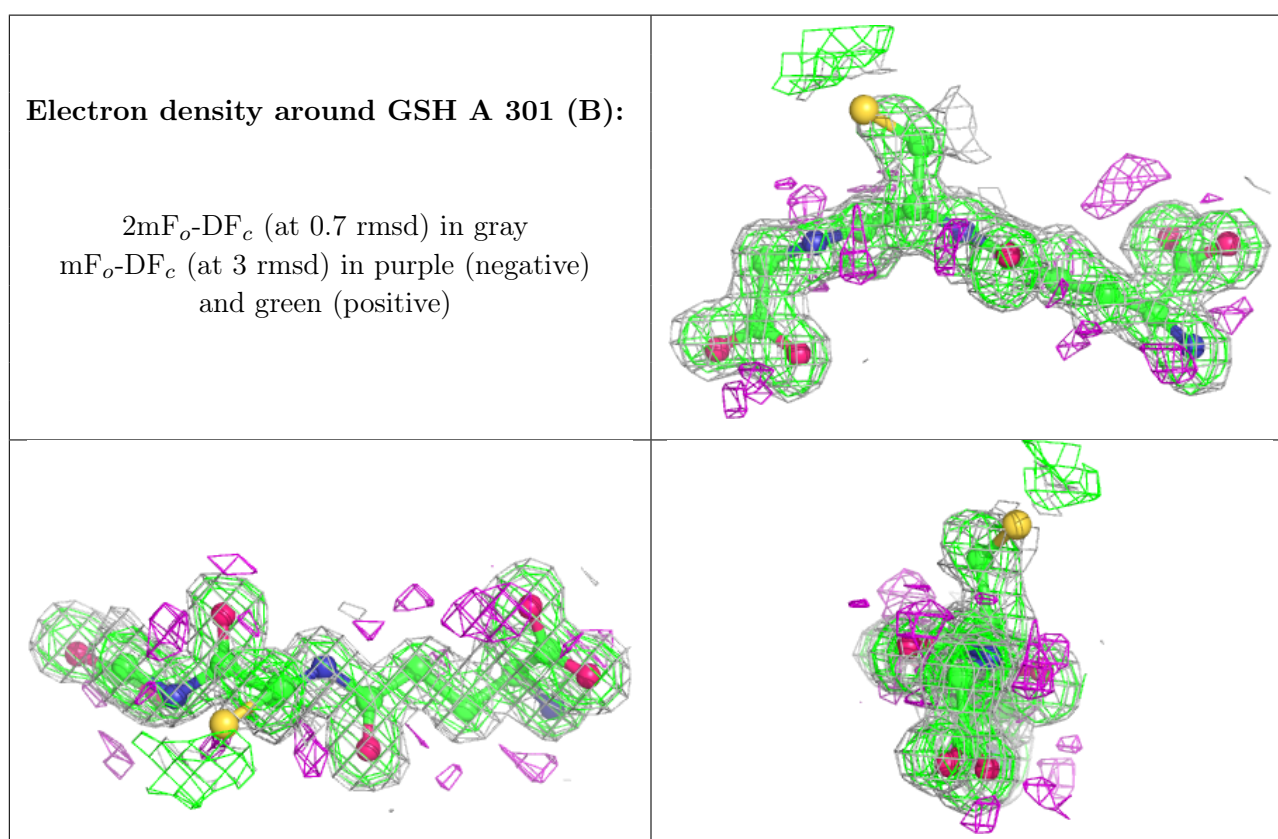 Electron density around GSH A 301 (B):
2mFo-DFc (at 0.7 rmsd) in gray
mFo-DFc (at 3 rmsd) in purple (negative)
and green (positive)